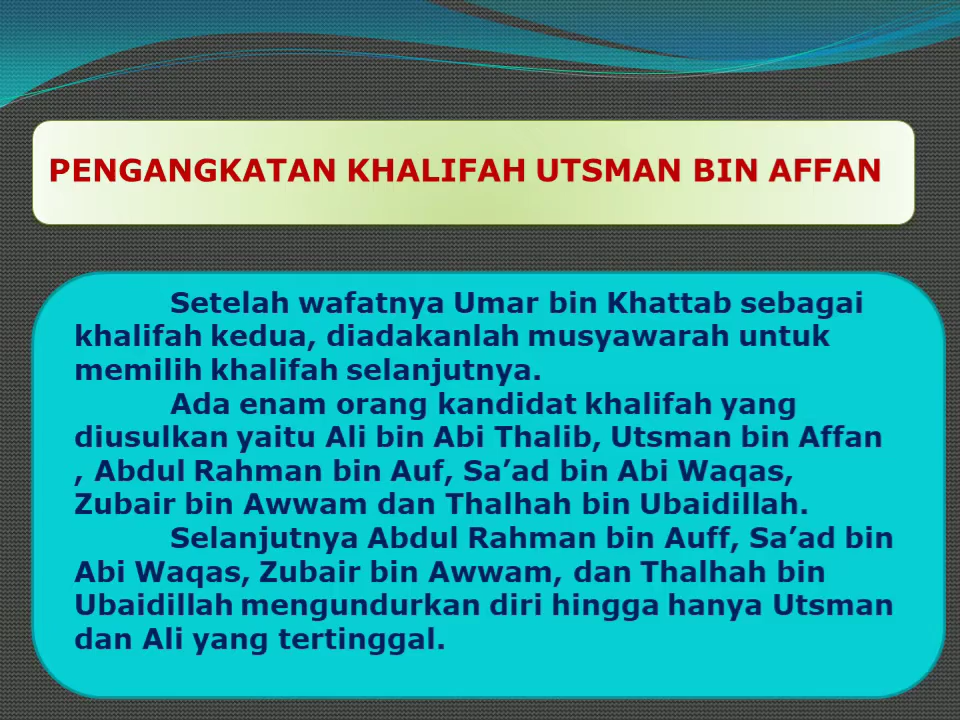 PENGANGKATAN KHALIFAH UTSMAN BIN AFFAN
Setelah wafatnya Umar bin Khattab sebagai
khalifah kedua, diadakanlah musyawarah untuk
memilih khalifah selanjutnya.
Ada enam orang kandidat khalifah yang
diusulkan yaitu Ali bin Abi Thalib, Utsman bin Affan
, Abdul Rahman bin Auf, Sa’ad bin Abi Waqas,
Zubair bin Awwam dan Thalhah bin Ubaidillah.
Selanjutnya Abdul Rahman bin Auff, Sa’ad bin
Abi Waqas, Zubair bin Awwam, dan Thalhah bin
Ubaidillah mengundurkan diri hingga hanya Utsman
dan Ali yang tertinggal.